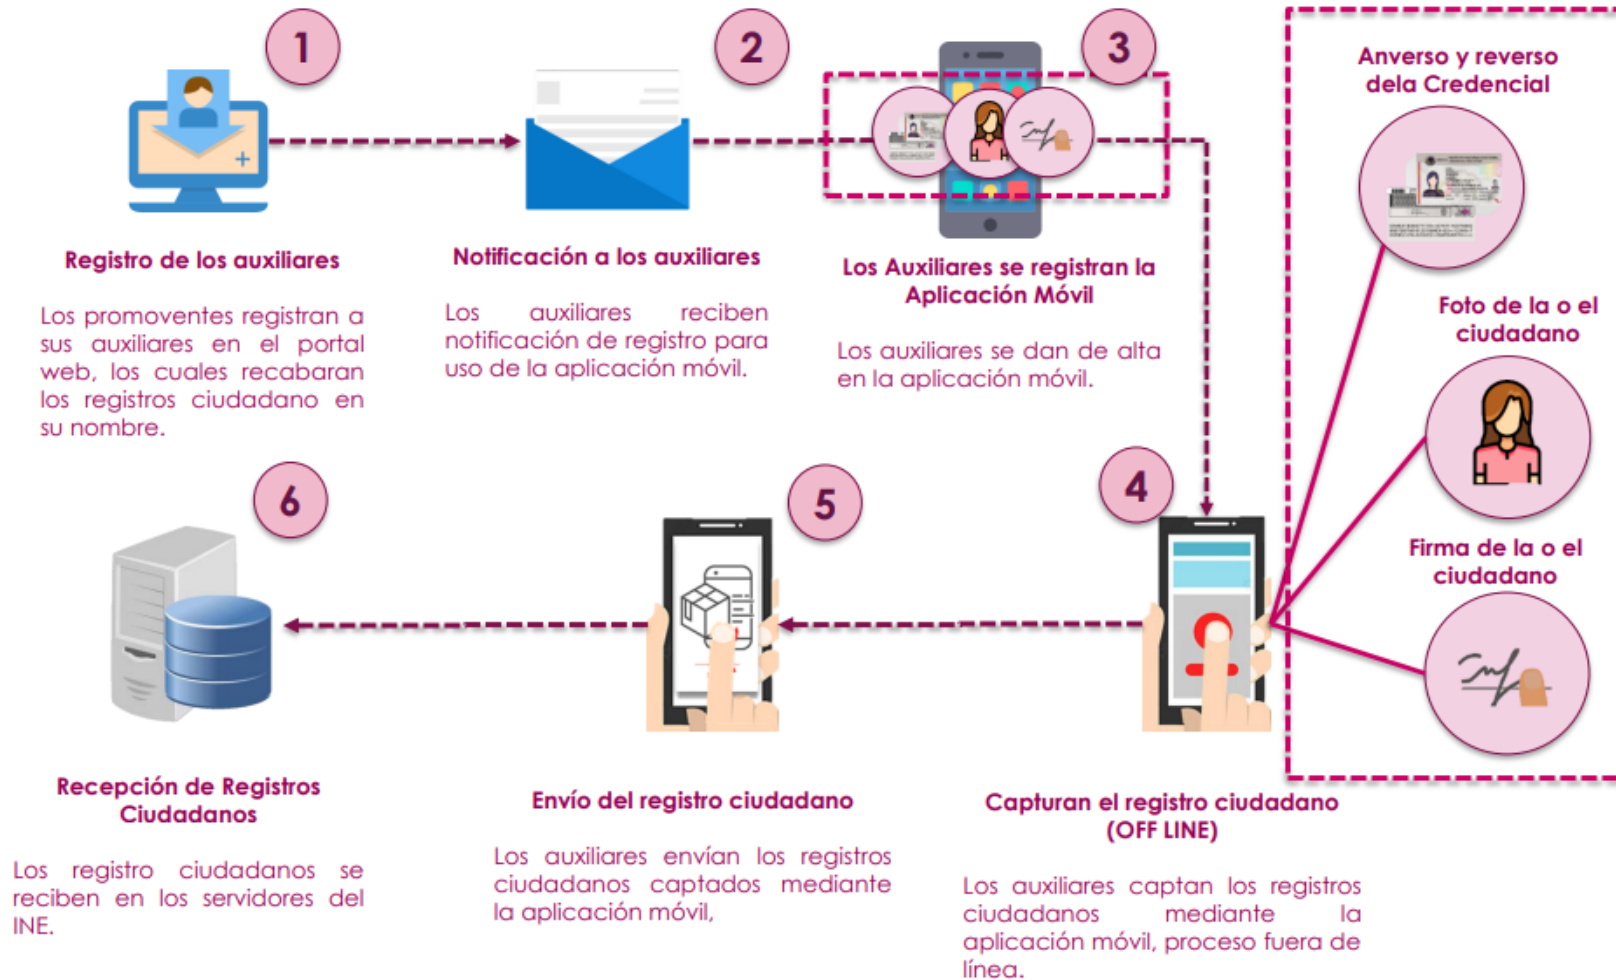 1
Registro de los auxiliares
Los promoventes registran a
sus auxiliares en el portal
web, los cuales recabaran
los registros ciudadano en
su nombre.
2
Notificación a los auxiliares
Los auxiliares reciben
notificación de registro para
uso de la aplicación móvil.
3
Los Auxiliares se registran la
Aplicación Móvil
Los auxiliares se dan de alta
en la aplicación móvil.
Anverso y reverso
dela Credencial
Foto de la o el
ciudadano
Firma de la o el
ciudadano
4
Capturan el registro ciudadano
(OFF LINE)
Los auxiliares captan los registros
ciudadanos mediante la
aplicación móvil, proceso fuera de
línea.
5
Envío del registro ciudadano
Los auxiliares envían los registros
ciudadanos captados mediante
la aplicación móvil,
6
Recepción de Registros
Ciudadanos
Los registro ciudadanos se
reciben en los servidores del
INE.